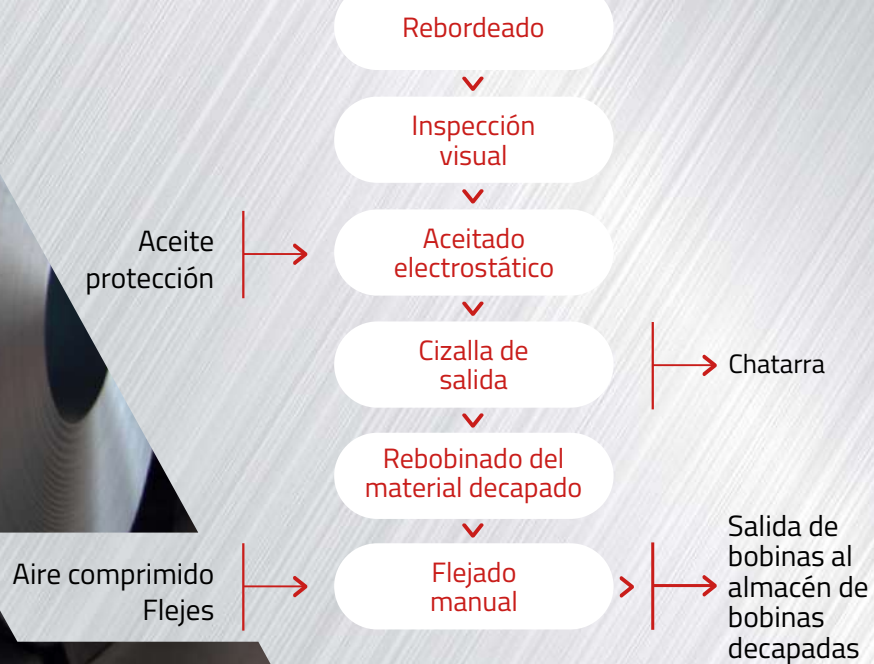 Rebordeado
Inspección
visual
Aceite
protección
Aceitado
electrostático
Cizalla de
salida
Chatarra
Rebobinado del
material decapado
Aire comprimido
Flejes
Flejado
manual
Salida de
bobinas al
almacén de
bobinas
decapadas